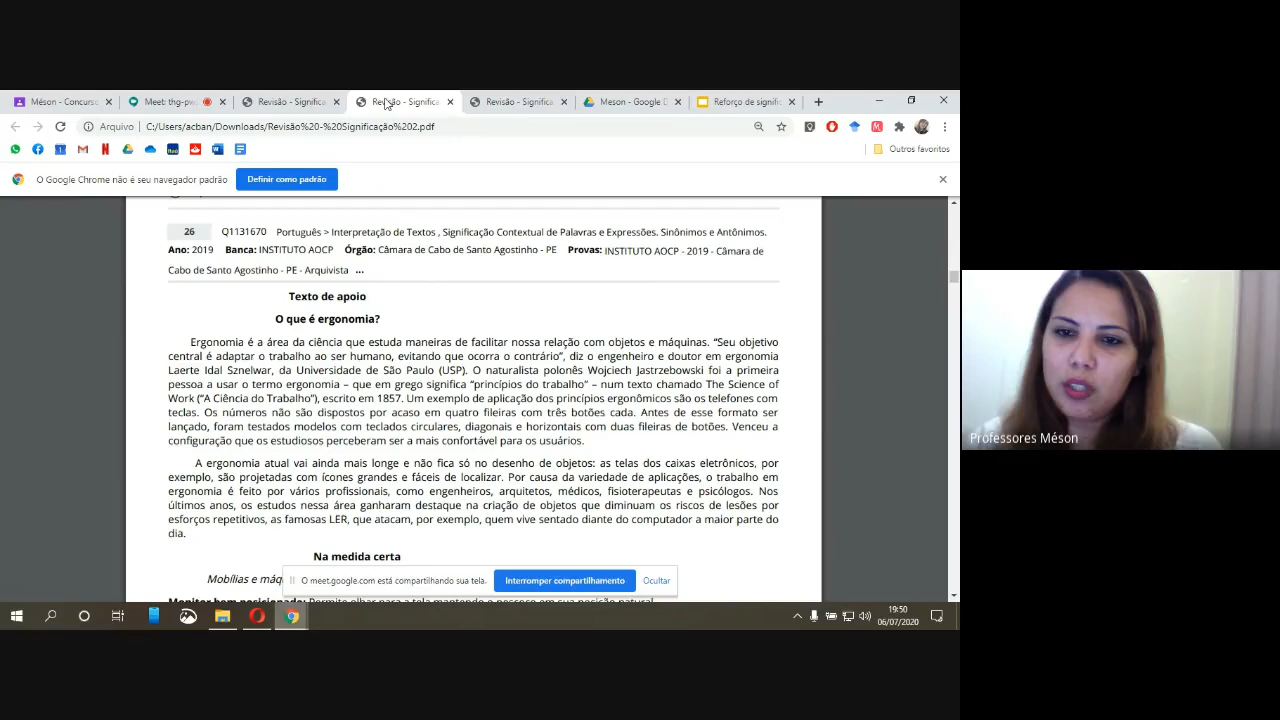 Méson - Concurso
Meet: thg-pw
Revisão - Significa
Revisão - Significa
Revisão - Significa
Meson - Google D
Reforço de signific
Arquivo
C:/Users/acban/Downloads/Revisão%20-%20Significação%202.pdf
Outros favoritos
O Google Chrome não é seu navegador padrão
Definir como padrão
26 Q1131670 Português > Interpretação de Textos , Significação Contextual de Palavras e Expressões. Sinônimos e Antônimos.
Ano: 2019 Banca: INSTITUTO AOCP Órgão: Câmara de Cabo de Santo Agostinho - PE Provas: INSTITUTO AOCP - 2019 - Câmara de
Cabo de Santo Agostinho - PE - Arquivista ...
Texto de apoio
O que é ergonomia?
Ergonomia é a área da ciência que estuda maneiras de facilitar nossa relação com objetos e máquinas. “Seu objetivo
central é adaptar o trabalho ao ser humano, evitando que ocorra o contrário”, diz o engenheiro e doutor em ergonomia
Laerte Idal Sznelwar, da Universidade de São Paulo (USP). O naturalista polonês Wojciech Jastrzebowski foi a primeira
pessoa a usar o termo ergonomia – que em grego significa “princípios do trabalho” – num texto chamado The Science of
Work (“A Ciência do Trabalho”), escrito em 1857. Um exemplo de aplicação dos princípios ergonômicos são os telefones com
teclas. Os números não são dispostos por acaso em quatro fileiras com três botões cada. Antes de esse formato ser
lançado, foram testados modelos com teclados circulares, diagonais e horizontais com duas fileiras de botões. Venceu a
configuração que os estudiosos perceberam ser a mais confortável para os usuários.
A ergonomia atual vai ainda mais longe e não fica só no desenho de objetos: as telas dos caixas eletrônicos, por
exemplo, são projetadas com ícones grandes e fáceis de localizar. Por causa da variedade de aplicações, o trabalho em
ergonomia é feito por vários profissionais, como engenheiros, arquitetos, médicos, fisioterapeutas e psicólogos. Nos
últimos anos, os estudos nessa área ganharam destaque na criação de objetos que diminuam os riscos de lesões por
esforços repetitivos, as famosas LER, que atacam, por exemplo, quem vive sentado diante do computador a maior parte do
dia.
Na medida certa
Mobílias e máq
O meet.google.com está compartilhando sua tela.
Interromper compartilhamento
Ocultar
Monitor bem posicionado: Permite olhar para a tela mantendo o pescoço em sua posição natural
19:50
06/07/2020
Professores Méson